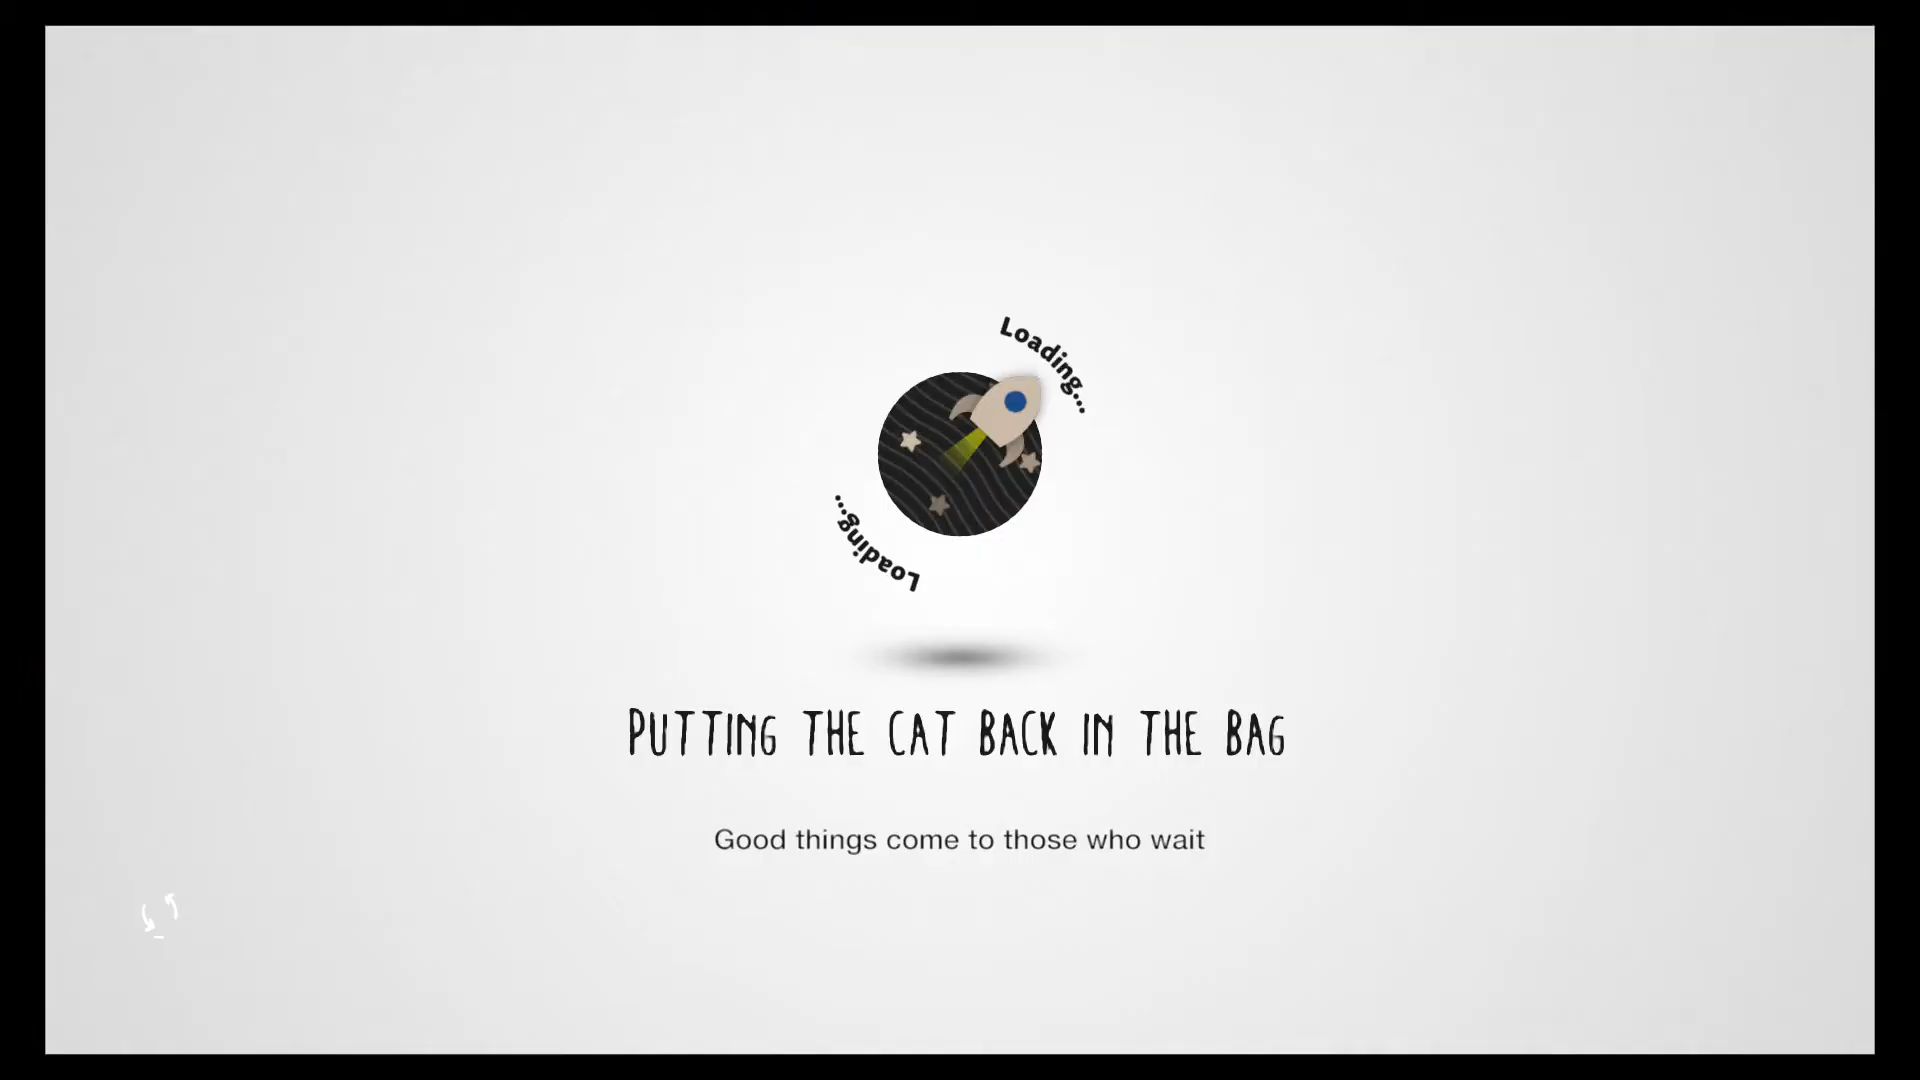 Loading...
Loading...
PUTTING THE CAT BACK IN THE BAG
Good things come to those who wait